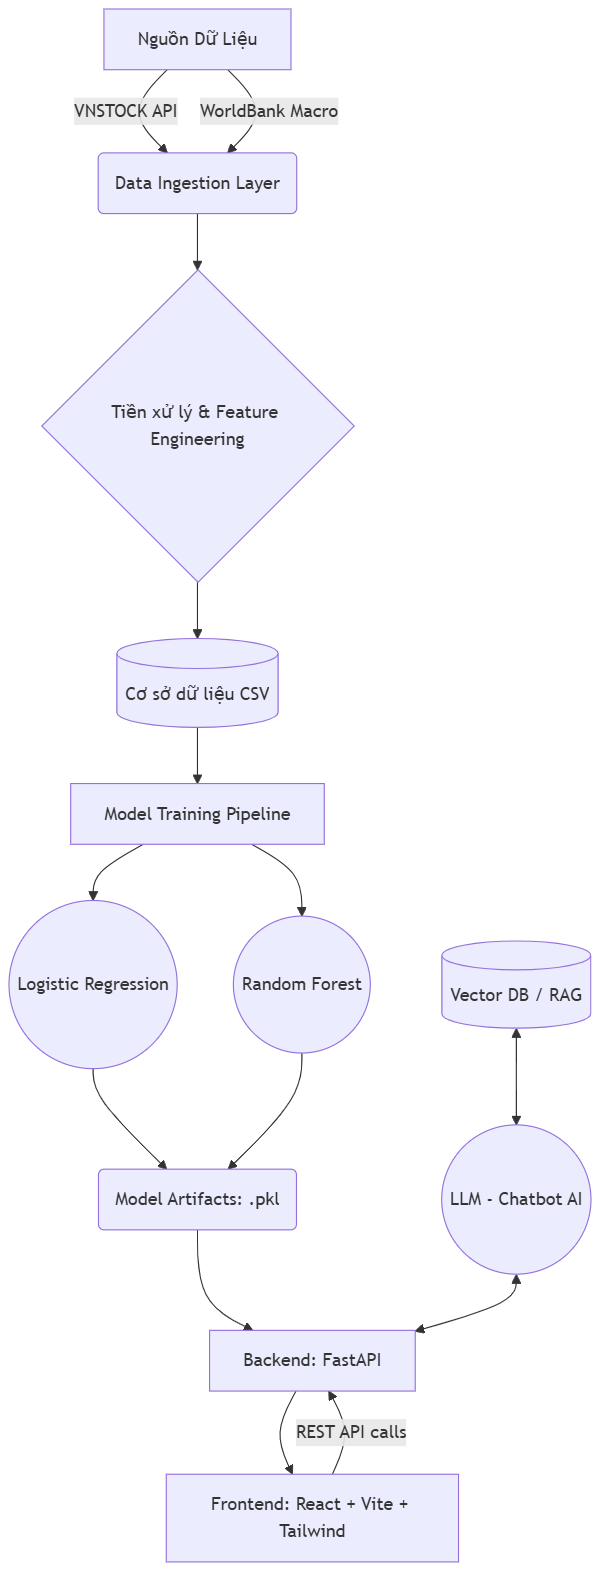 Nguồn Dữ Liệu
VNSTOCK API
WorldBank Macro
Data Ingestion Layer
Tiền xử lý & Feature
Engineering
Cơ sở dữ liệu CSV
Model Training Pipeline
Logistic Regression
Random Forest
Vector DB / RAG
Model Artifacts: .pkl
LLM - Chatbot AI
Backend: FastAPI
REST API calls
Frontend: React + Vite +
Tailwind